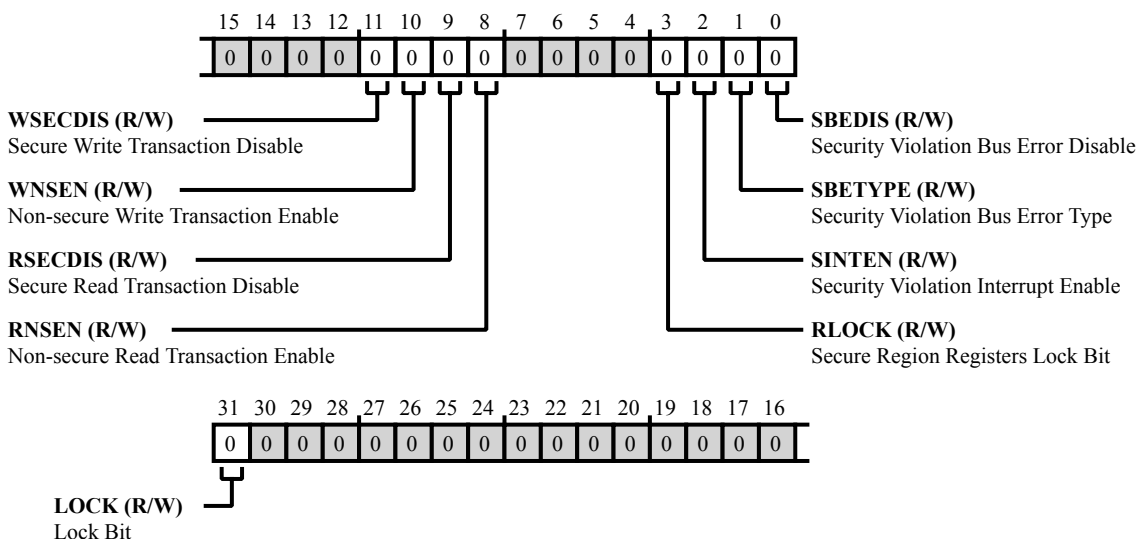 15 14 13 12 11 10 9 8 7 6 5 4 3 2 1 0
0 0 0 0 0 0 0 0 0 0 0 0 0 0 0 0
WSECDIS (R/W)
Secure Write Transaction Disable
WNSEN (R/W)
Non-secure Write Transaction Enable
RSECDIS (R/W)
Secure Read Transaction Disable
RNSEN (R/W)
Non-secure Read Transaction Enable
SBEDIS (R/W)
Security Violation Bus Error Disable
SBETYPE (R/W)
Security Violation Bus Error Type
SINTEN (R/W)
Security Violation Interrupt Enable
RLOCK (R/W)
Secure Region Registers Lock Bit
31 30 29 28 27 26 25 24 23 22 21 20 19 18 17 16
0 0 0 0 0 0 0 0 0 0 0 0 0 0 0 0
LOCK (R/W)
Lock Bit